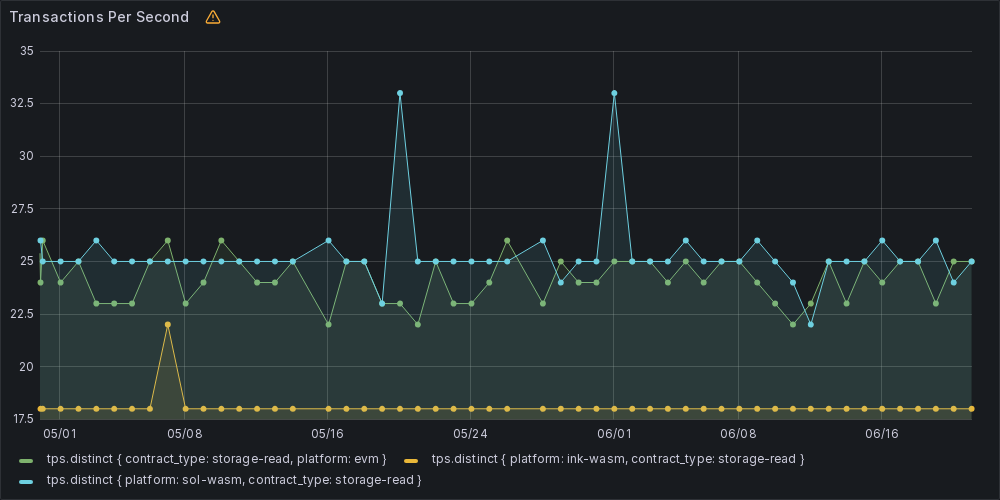 Transactions Per Second
35
32.5
30
27.5
25
22.5
20
17.5
05/01 05/08 05/16 05/24 06/01 06/08 06/16
tps.distinct { contract_type: storage-read, platform: evm } tps.distinct { platform: ink-wasm, contract_type: storage-read }
tps.distinct { platform: sol-wasm, contract_type: storage-read }